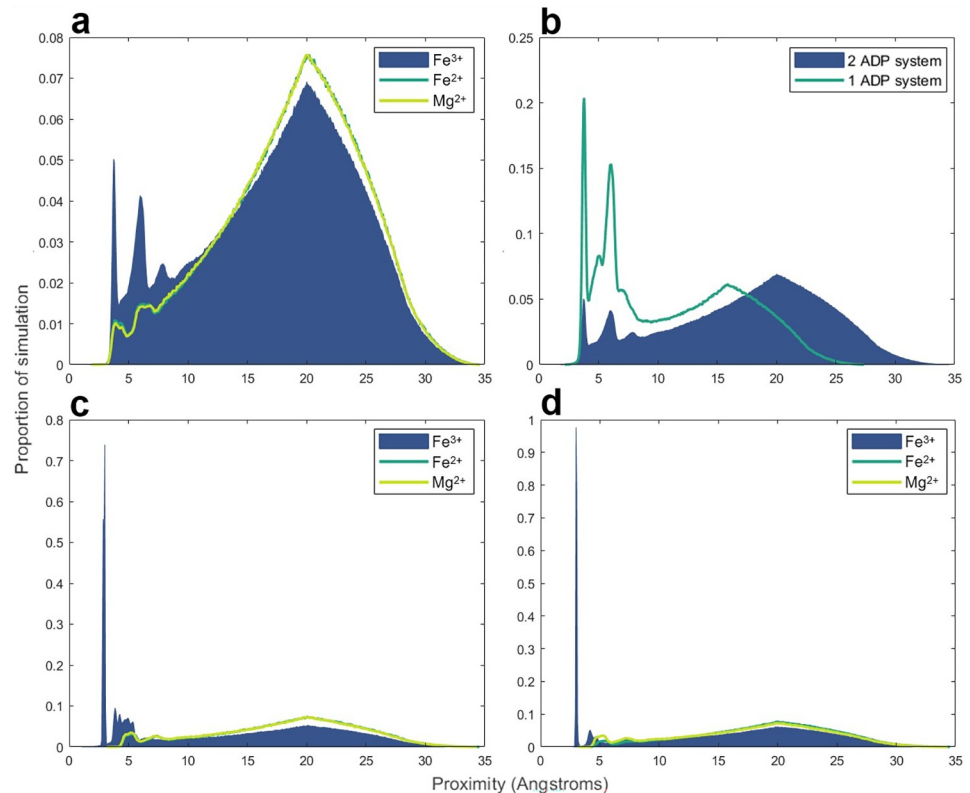 a
0.08
0.07
0.06
0.05
0.04
0.03
0.02
0.01
0
0 5 10 15 20 25 30 35
Fe³⁺
Fe²⁺
Mg²⁺
b
0.25
0.2
0.15
0.1
0.05
0
0 5 10 15 20 25 30 35
2 ADP system
1 ADP system
Proportion of simulation
c
0.8
0.7
0.6
0.5
0.4
0.3
0.2
0.1
0
0 5 10 15 20 25 30 35
Fe³⁺
Fe²⁺
Mg²⁺
d
1
0.9
0.8
0.7
0.6
0.5
0.4
0.3
0.2
0.1
0
0 5 10 15 20 25 30 35
Fe³⁺
Fe²⁺
Mg²⁺
Proximity (Angstroms)